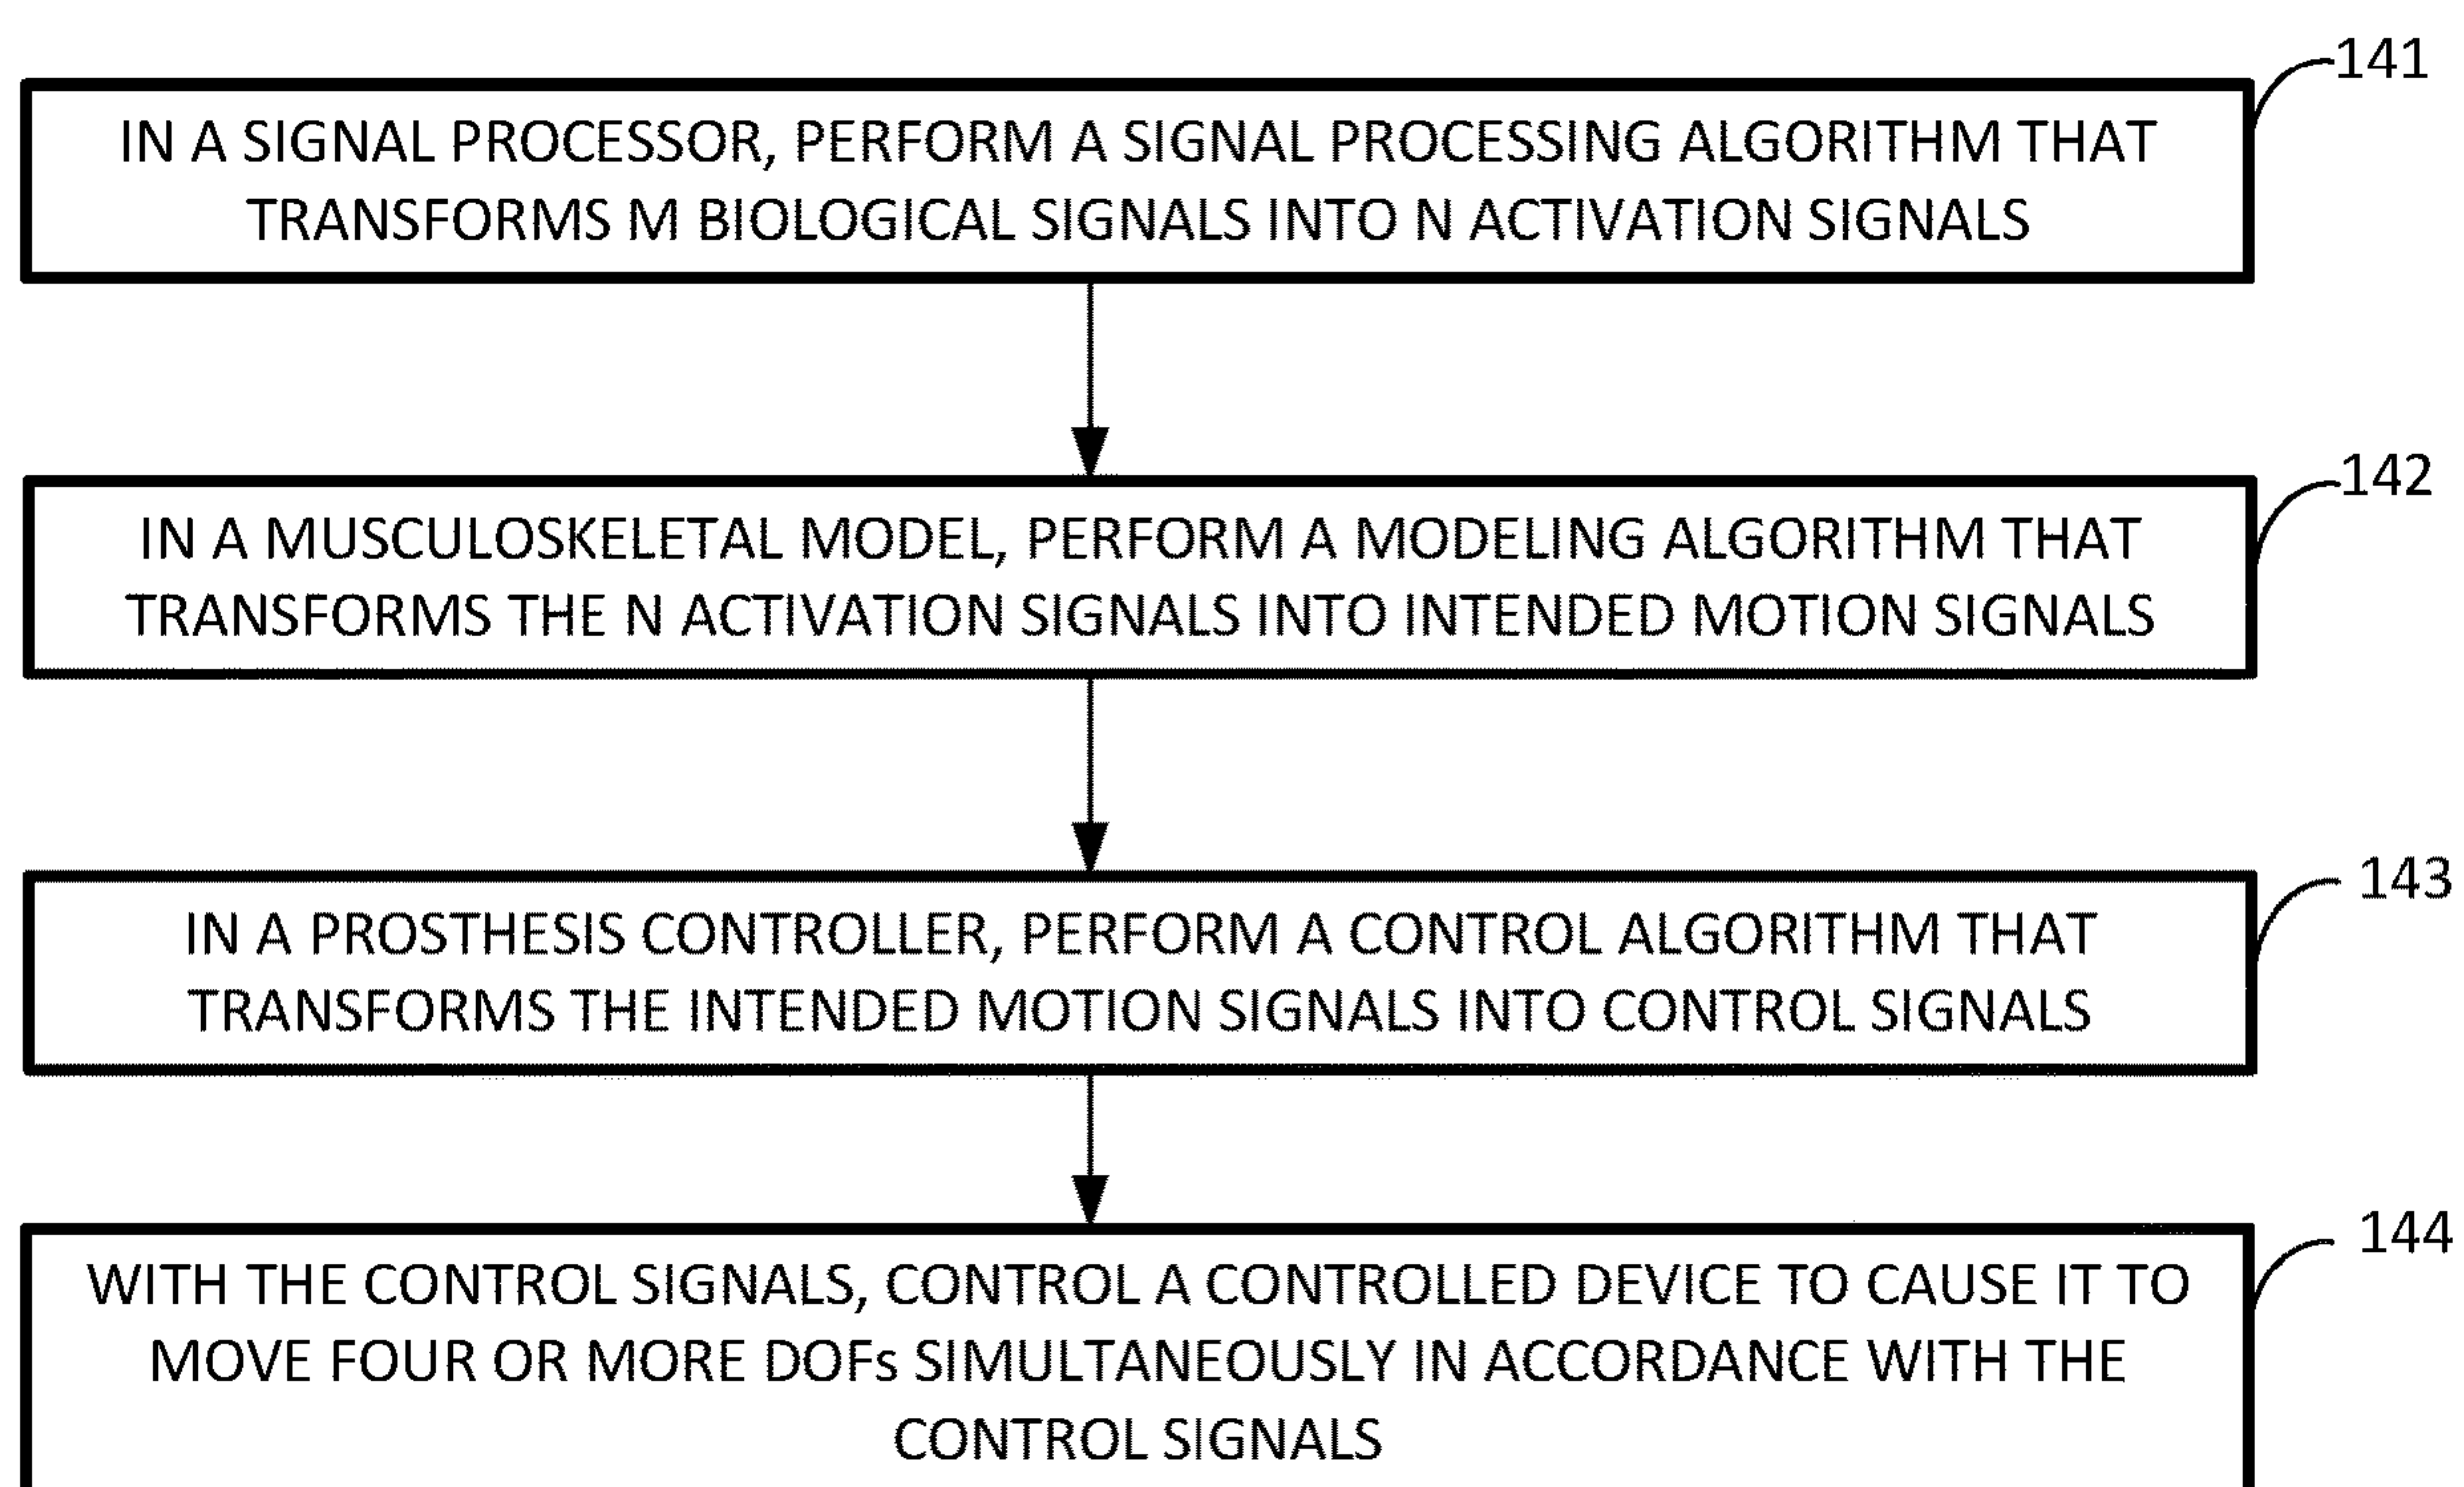 141
IN A SIGNAL PROCESSOR, PERFORM A SIGNAL PROCESSING ALGORITHM THAT
TRANSFORMS M BIOLOGICAL SIGNALS INTO N ACTIVATION SIGNALS
142
IN A MUSCULOSKELETAL MODEL, PERFORM A MODELING ALGORITHM THAT
TRANSFORMS THE N ACTIVATION SIGNALS INTO INTENDED MOTION SIGNALS
143
IN A PROSTHESIS CONTROLLER, PERFORM A CONTROL ALGORITHM THAT
TRANSFORMS THE INTENDED MOTION SIGNALS INTO CONTROL SIGNALS
144
WITH THE CONTROL SIGNALS, CONTROL A CONTROLLED DEVICE TO CAUSE IT TO
MOVE FOUR OR MORE DOFs SIMULTANEOUSLY IN ACCORDANCE WITH THE
CONTROL SIGNALS